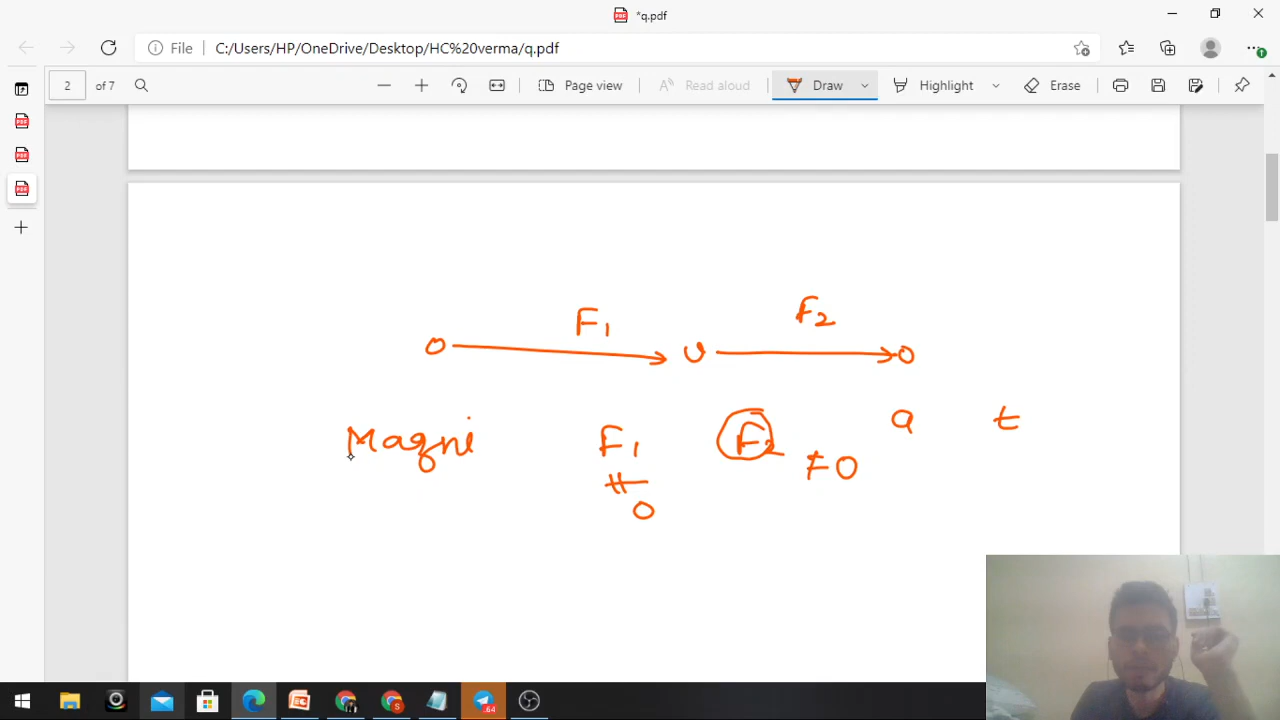 *q.pdf
File C:/Users/HP/OneDrive/Desktop/HC%20verma/q.pdf
2 of 7 Page view Read aloud Draw Highlight Erase
F1 F2
0 v 0
Magni F1 F2 ≠0 a t
≠
0
64